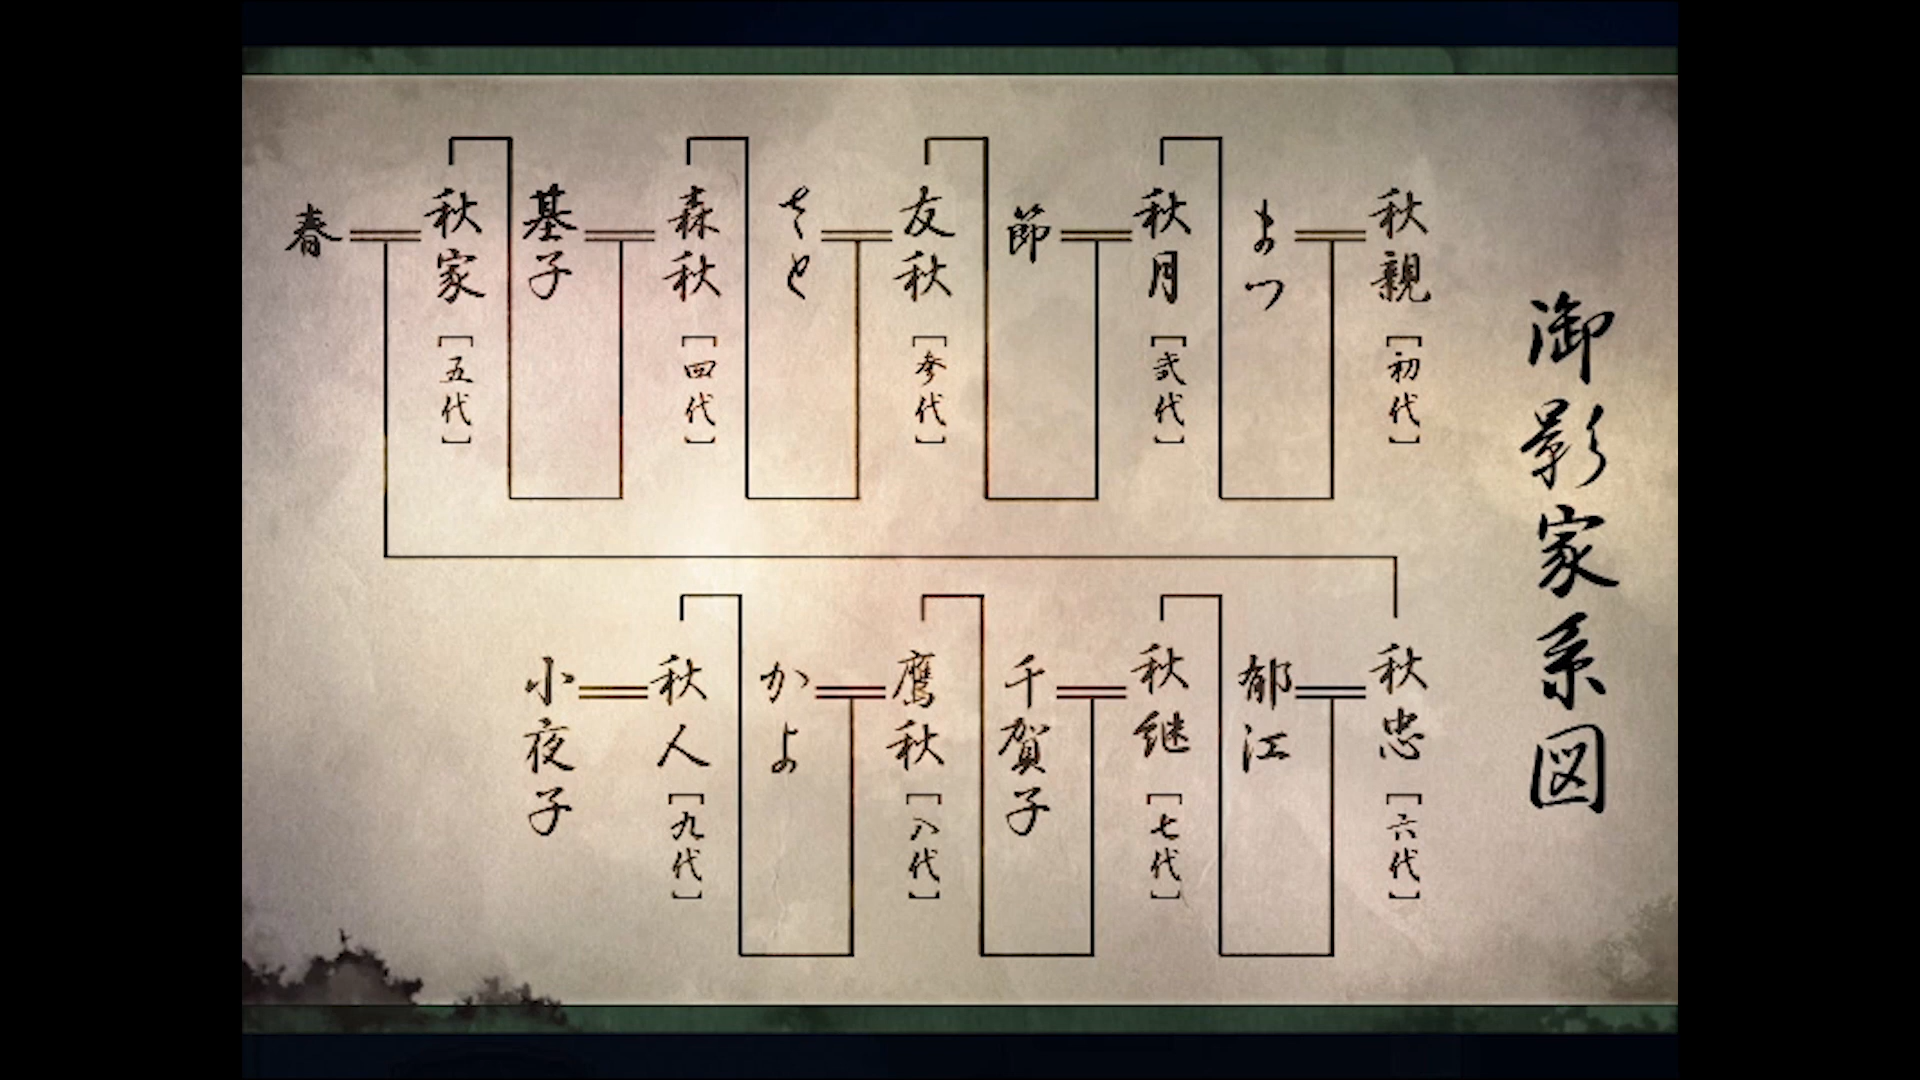 御影家系図
秋親［初代］
まつ
秋月［弐代］
節
友秋［参代］
さと
森秋［四代］
基子
秋家［五代］
春
秋忠［六代］
郁江
秋継［七代］
千賀子
鷹秋［八代］
かよ
秋人［九代］
小夜子